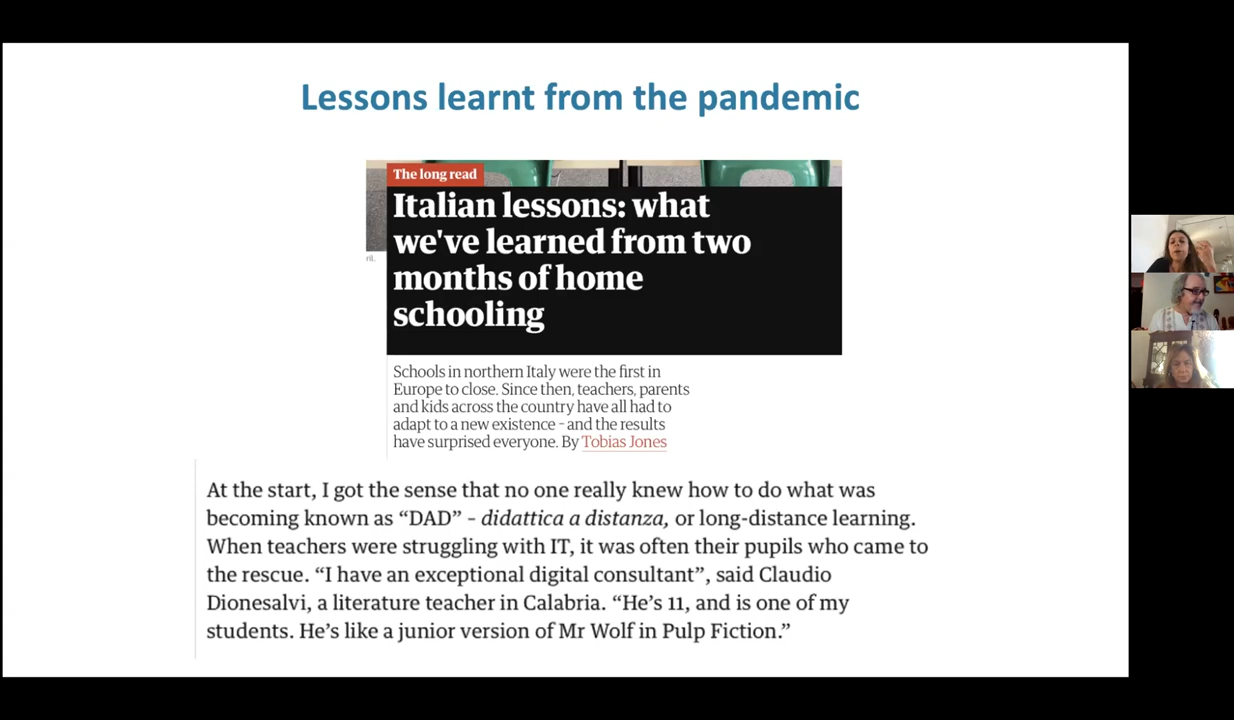 Lessons learnt from the pandemic
The long read
Italian lessons: what
we've learned from two
months of home
schooling
ril.
Schools in northern Italy were the first in
Europe to close. Since then, teachers, parents
and kids across the country have all had to
adapt to a new existence – and the results
have surprised everyone. By Tobias Jones
At the start, I got the sense that no one really knew how to do what was
becoming known as “DAD” – didattica a distanza, or long-distance learning.
When teachers were struggling with IT, it was often their pupils who came to
the rescue. “I have an exceptional digital consultant”, said Claudio
Dionesalvi, a literature teacher in Calabria. “He’s 11, and is one of my
students. He’s like a junior version of Mr Wolf in Pulp Fiction.”